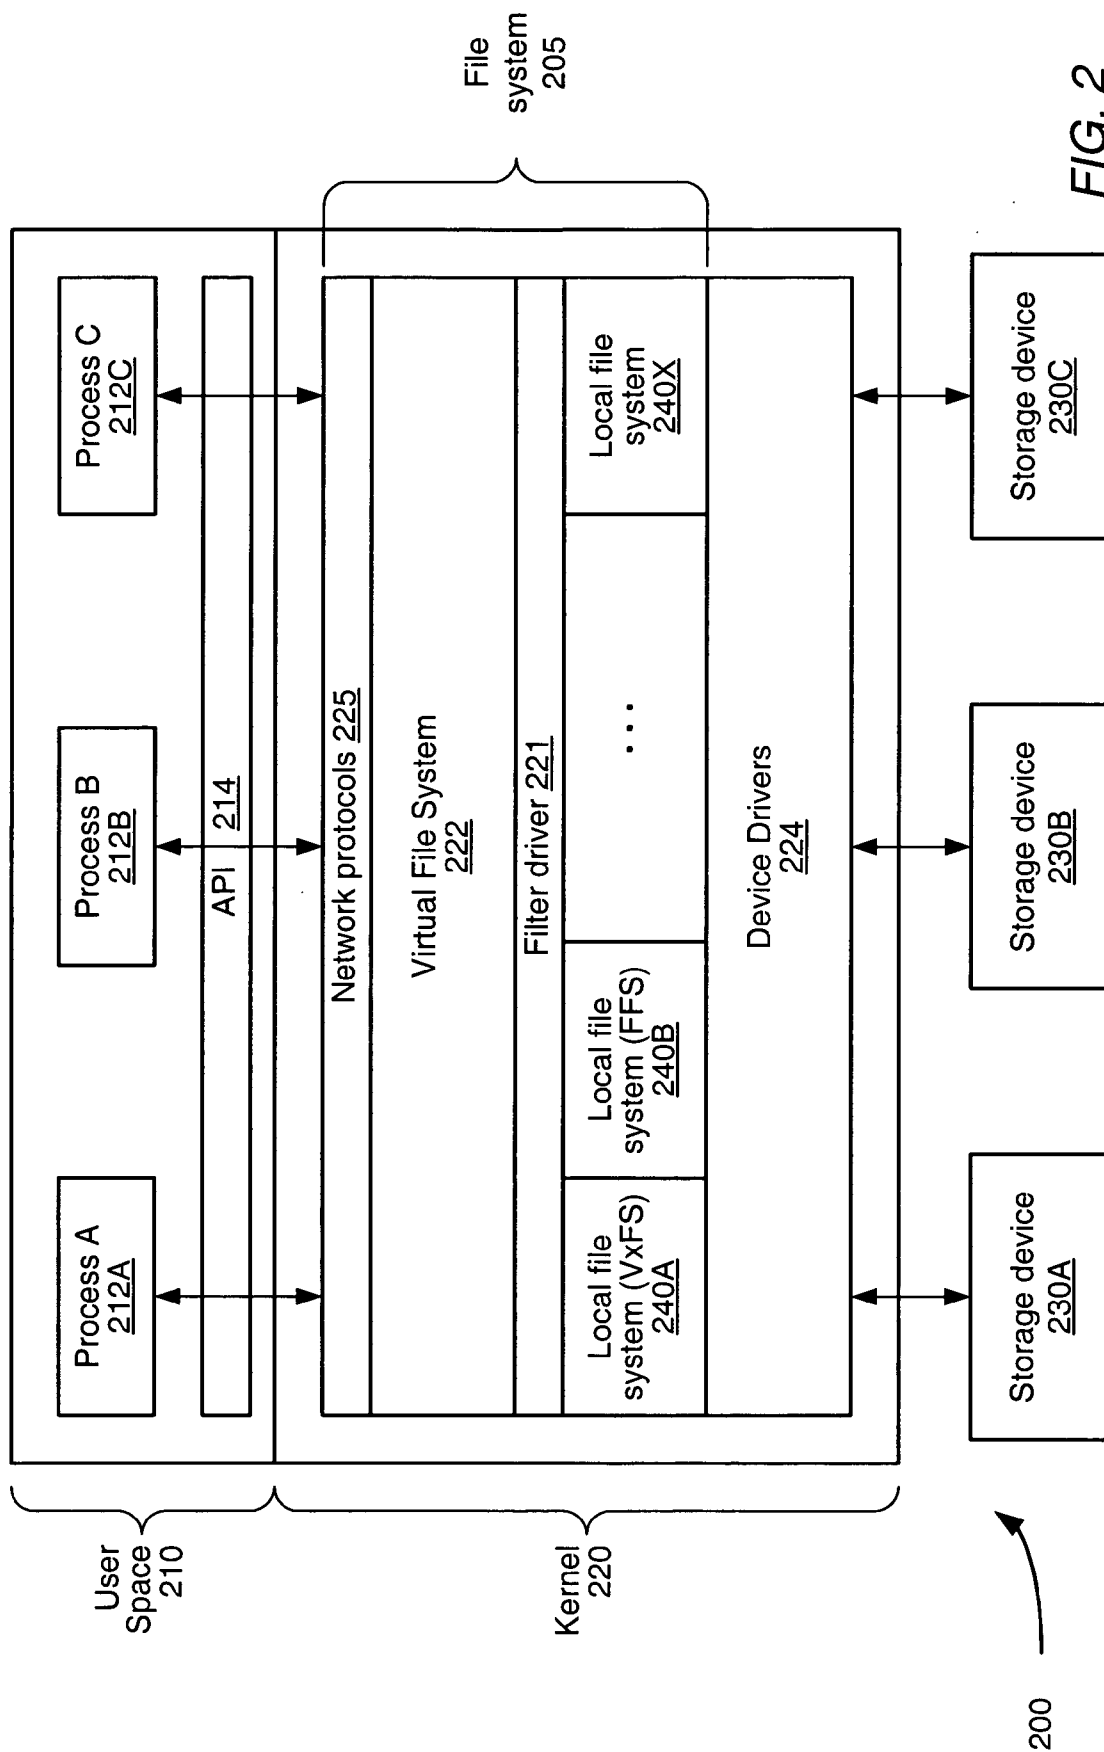 User
Space
210
Process A
212A
Process B
212B
Process C
212C
API 214
Kernel
220
Network protocols 225
Virtual File System
222
Filter driver 221
Local file
system (VxFS)
240A
Local file
system (FFS)
240B
...
Local file
system
240X
Device Drivers
224
File
system
205
Storage device
230A
Storage device
230B
Storage device
230C
200
FIG. 2